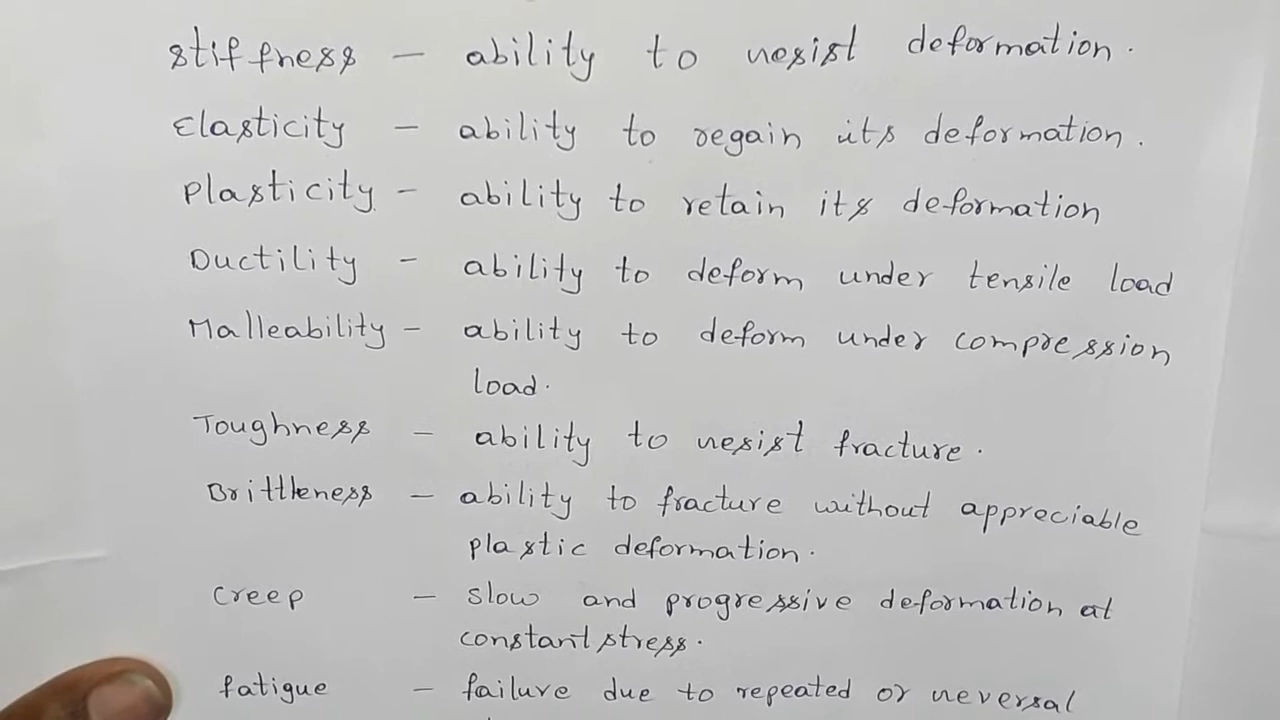 Stiffness - ability to resist deformation.
Elasticity - ability to regain its deformation.
Plasticity - ability to retain its deformation
Ductility - ability to deform under tensile load
Malleability - ability to deform under compression
load.
Toughness - ability to resist fracture.
Brittleness - ability to fracture without appreciable
plastic deformation.
Creep - slow and progressive deformation at
constant stress.
fatigue - failure due to repeated or reversal